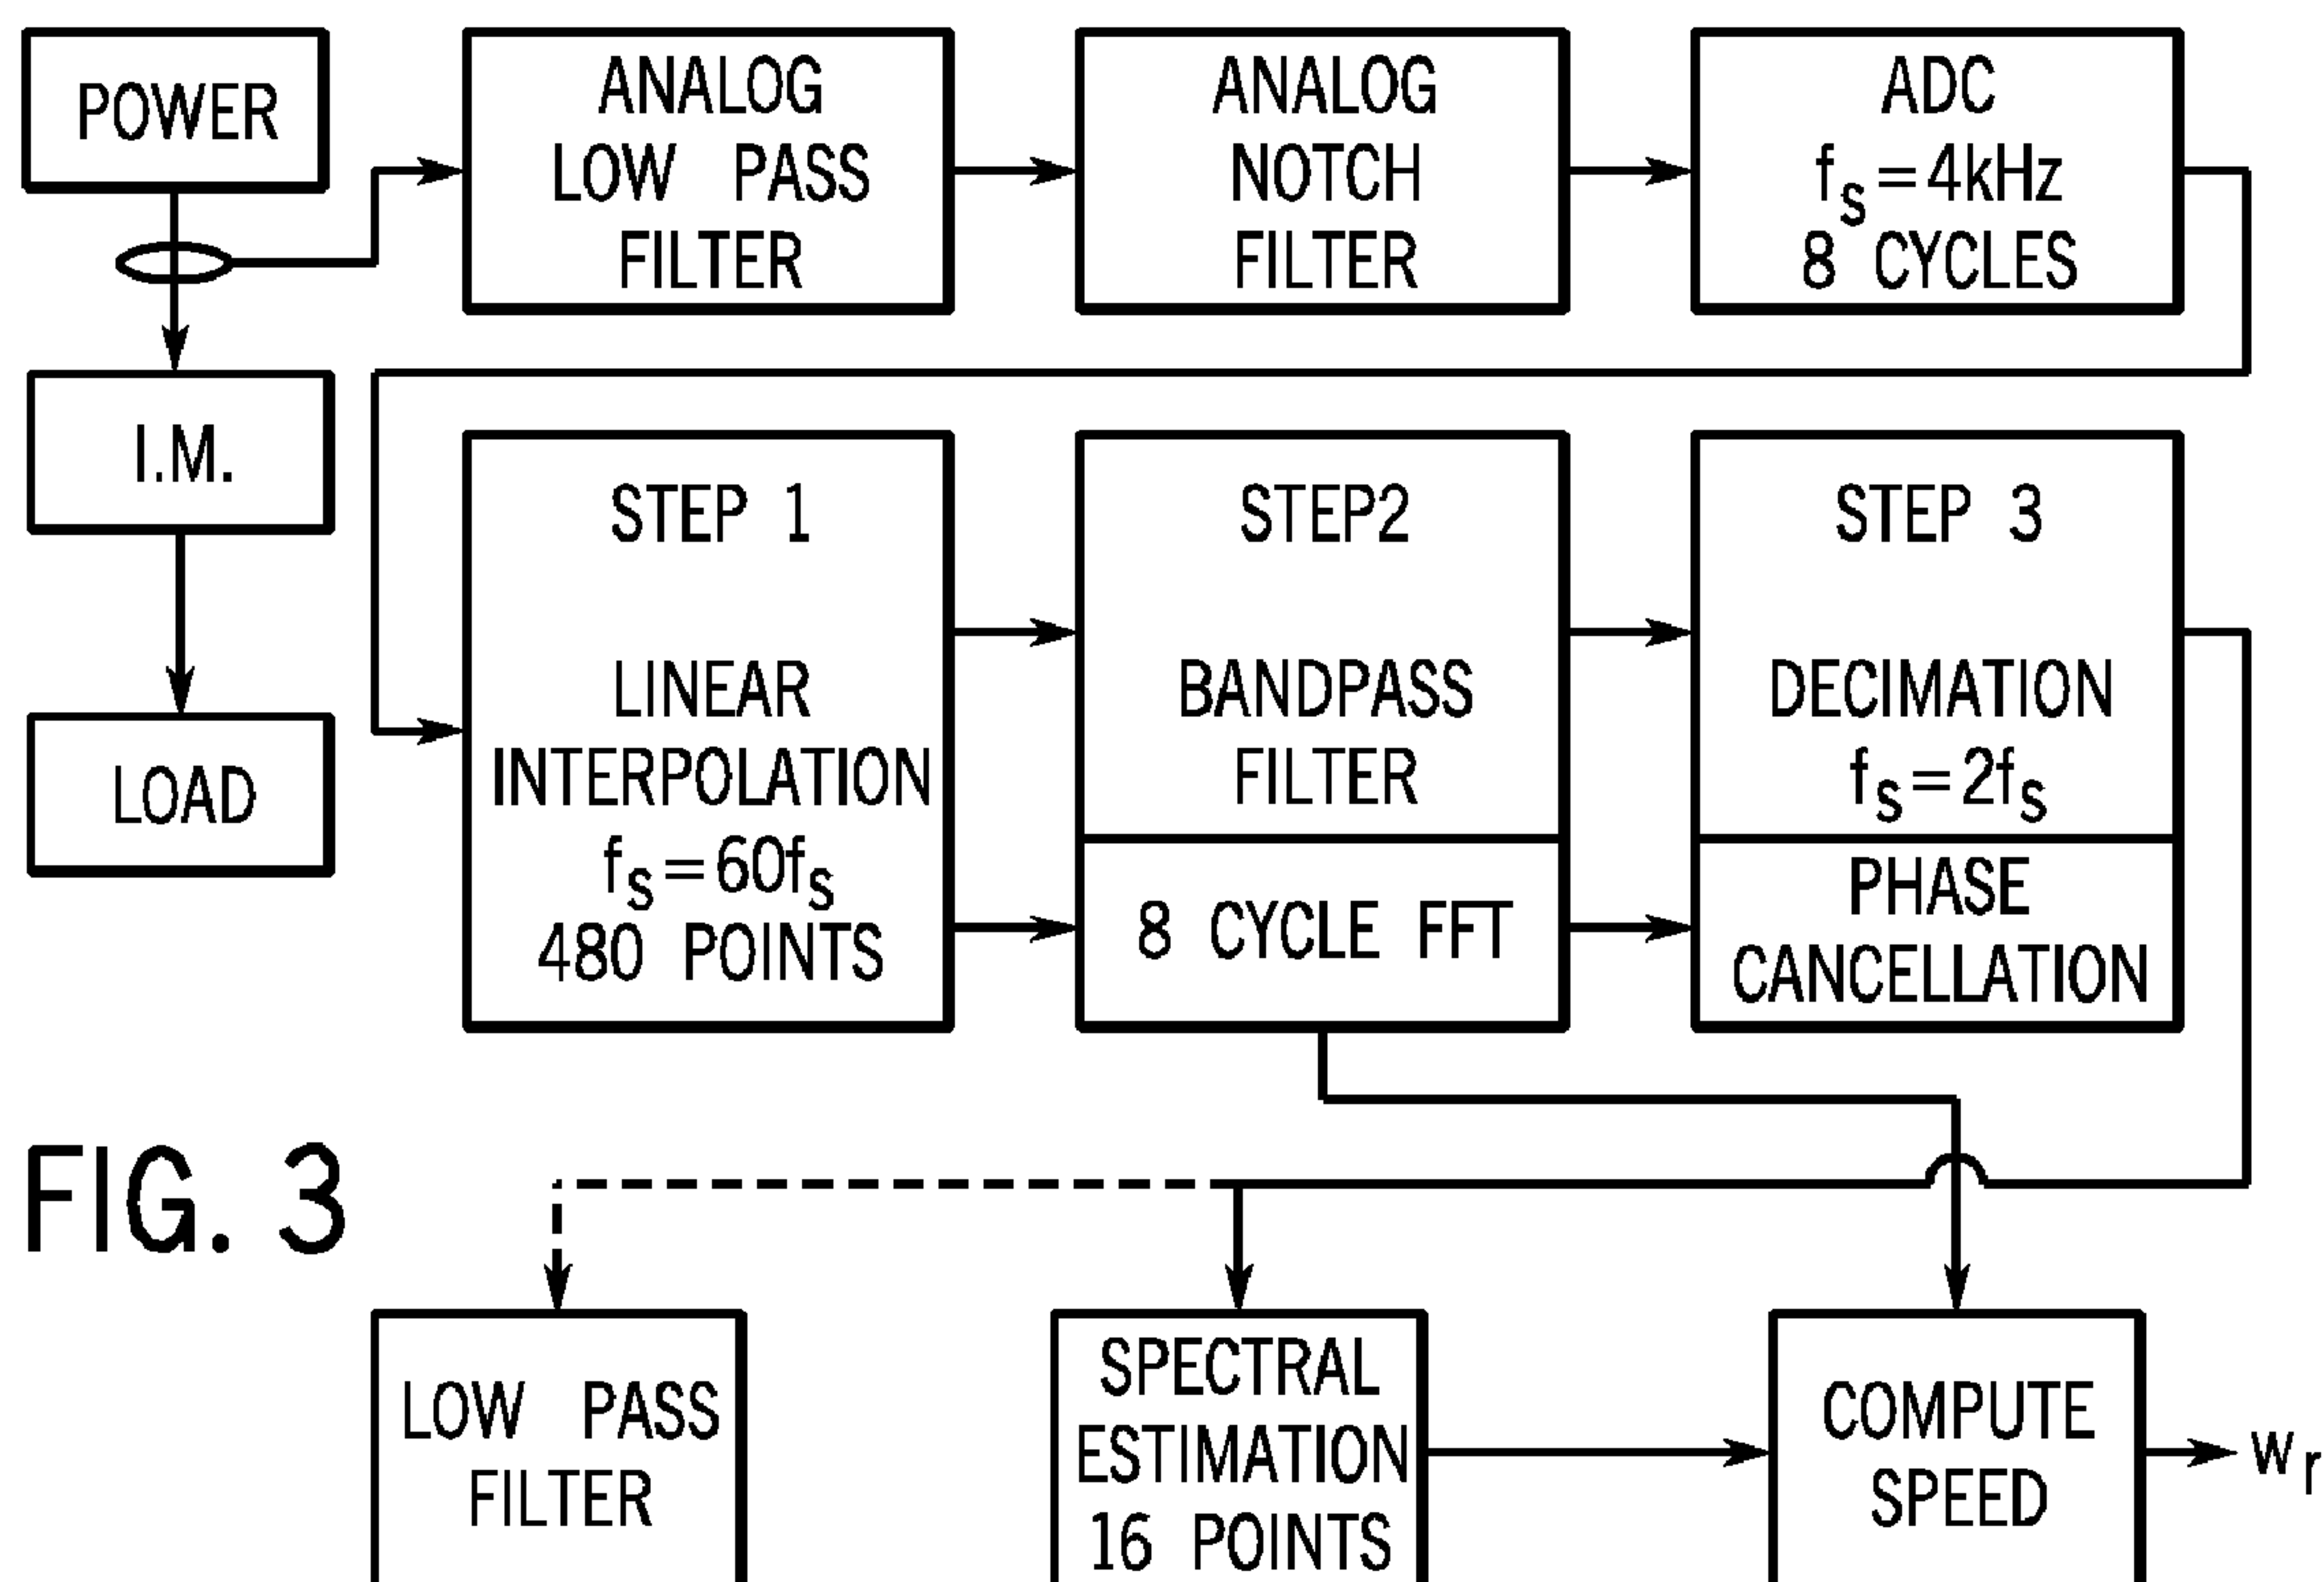 POWER
ANALOG
LOW PASS
FILTER
ANALOG
NOTCH
FILTER
ADC
fs = 4kHz
8 CYCLES
I.M.
LOAD
STEP 1
LINEAR
INTERPOLATION
fs = 60fs
480 POINTS
STEP2
BANDPASS
FILTER
8 CYCLE FFT
STEP 3
DECIMATION
fs = 2fs
PHASE
CANCELLATION
FIG. 3
LOW PASS
FILTER
SPECTRAL
ESTIMATION
16 POINTS
COMPUTE
SPEED
wr